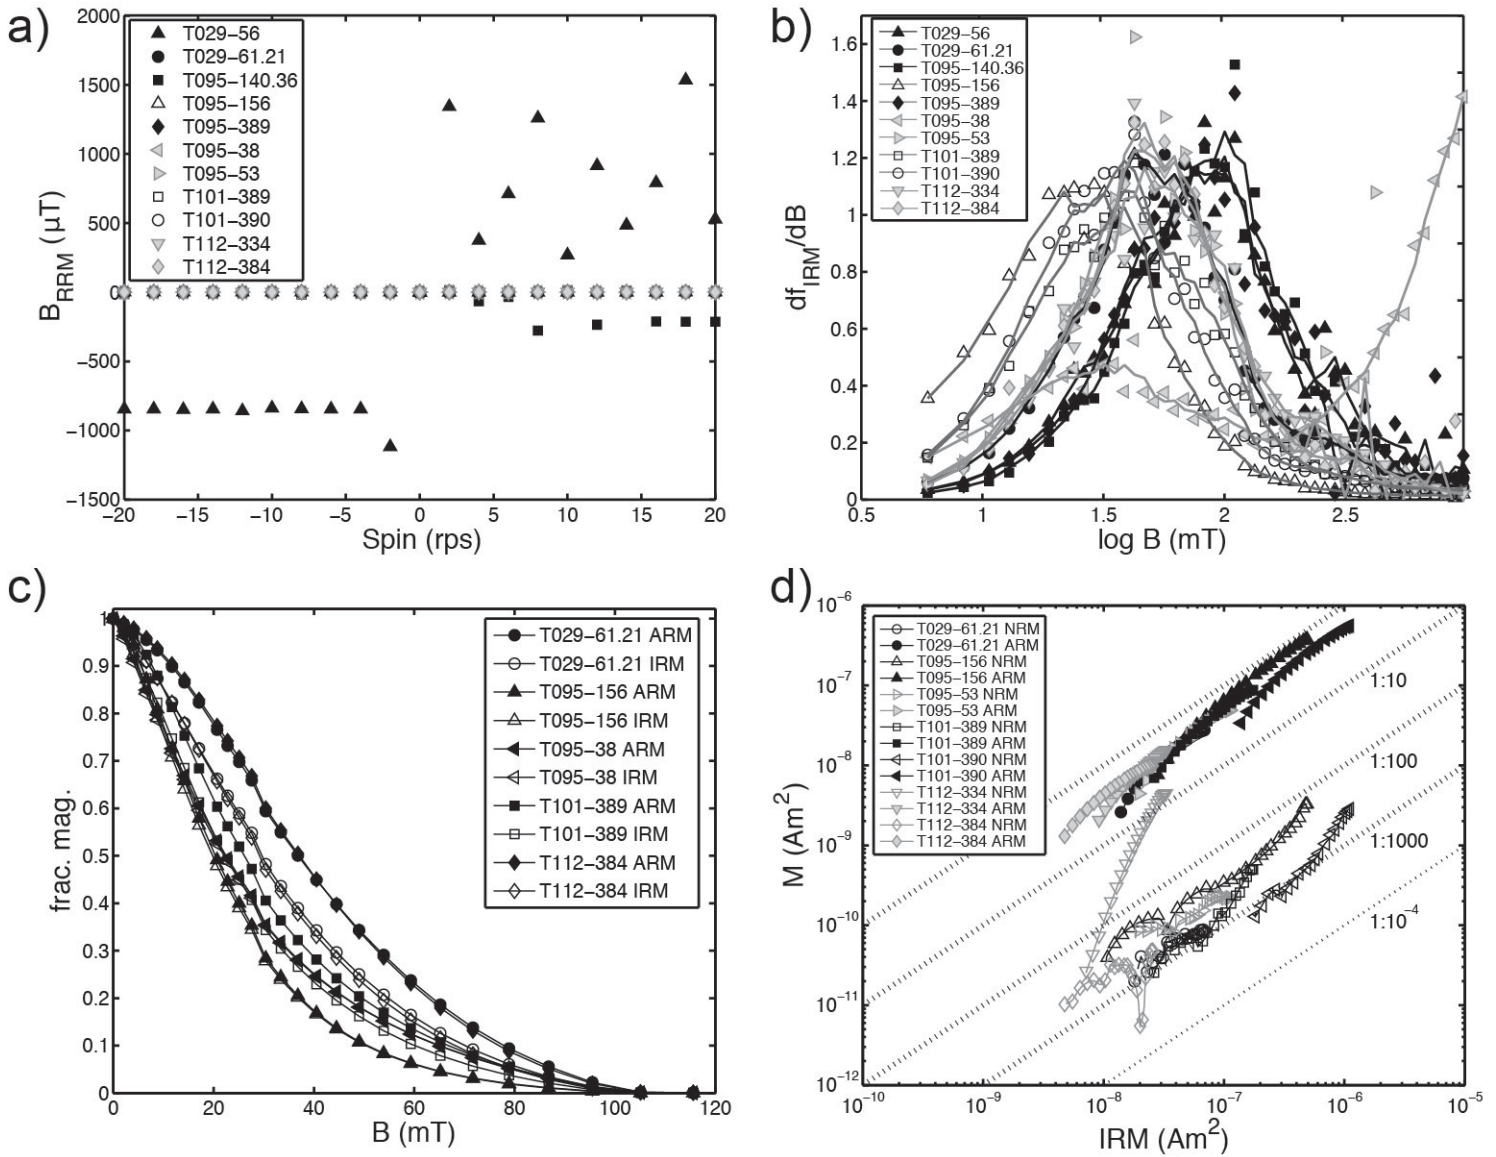 a)
2000
1500
1000
500
0
−500
−1000
−1500
B_RRM (µT)
−20 −15 −10 −5 0 5 10 15 20
Spin (rps)
T029−56
T029−61.21
T095−140.36
T095−156
T095−389
T095−38
T095−53
T101−389
T101−390
T112−334
T112−384
b)
1.6
1.4
1.2
1
0.8
0.6
0.4
0.2
0
df_IRM/dB
0.5 1 1.5 2 2.5
log B (mT)
T029−56
T029−61.21
T095−140.36
T095−156
T095−389
T095−38
T095−53
T101−389
T101−390
T112−334
T112−384
c)
1
0.9
0.8
0.7
0.6
0.5
0.4
0.3
0.2
0.1
0
frac. mag.
0 20 40 60 80 100 120
B (mT)
T029−61.21 ARM
T029−61.21 IRM
T095−156 ARM
T095−156 IRM
T095−38 ARM
T095−38 IRM
T101−389 ARM
T101−389 IRM
T112−384 ARM
T112−384 IRM
d)
10^−6
10^−7
10^−8
10^−9
10^−10
10^−11
10^−12
M (Am^2)
10^−10 10^−9 10^−8 10^−7 10^−6 10^−5
IRM (Am^2)
T029−61.21 NRM
T029−61.21 ARM
T095−156 NRM
T095−156 ARM
T095−53 NRM
T095−53 ARM
T101−389 NRM
T101−389 ARM
T101−390 NRM
T101−390 ARM
T112−334 NRM
T112−334 ARM
T112−384 NRM
T112−384 ARM
1:10
1:100
1:1000
1:10^−4